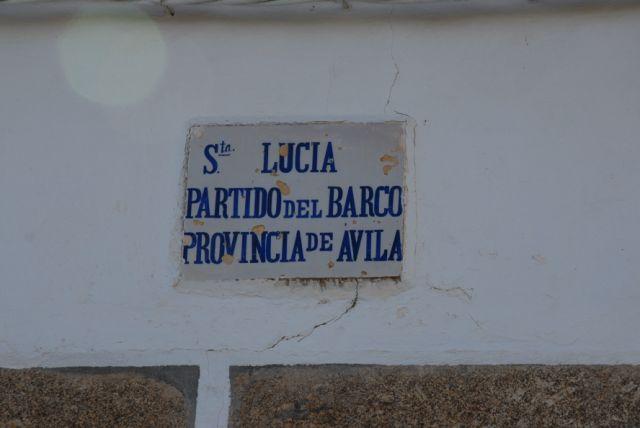 Sta. LUCIA
PARTIDO DEL BARCO
PROVINCIA DE AVILA